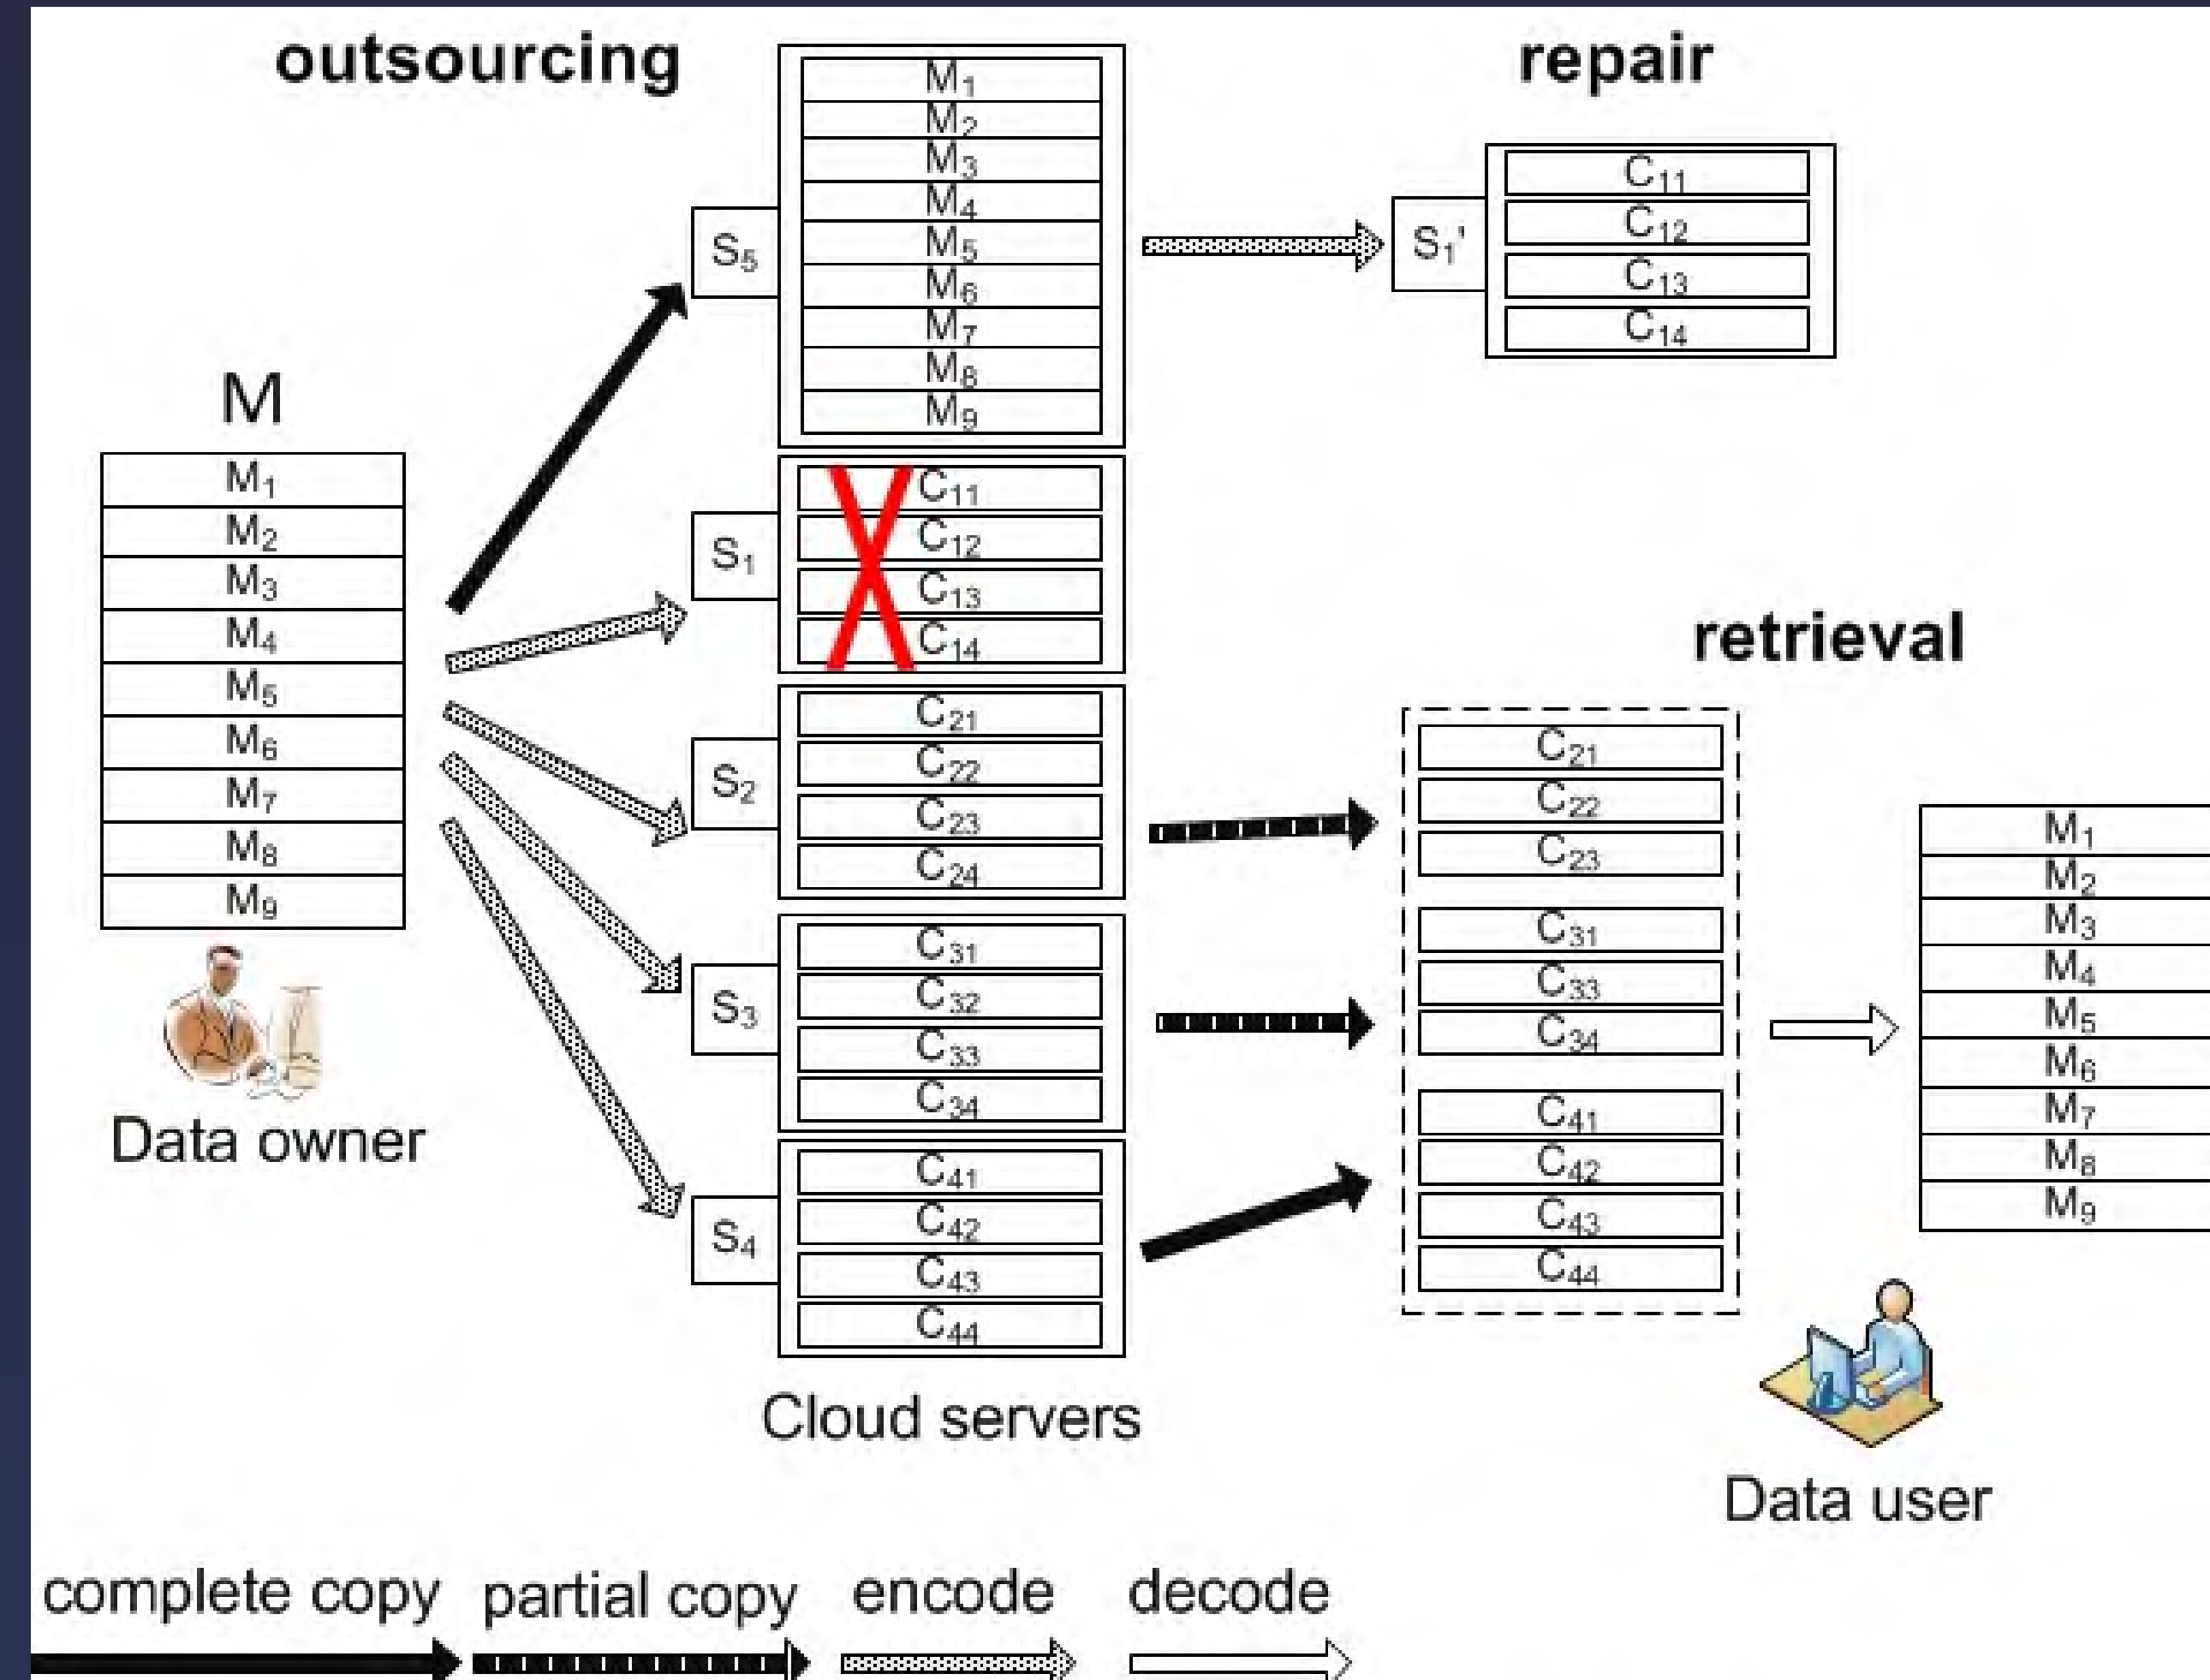 outsourcing
repair
M
M₁
M₂
M₃
M₄
M₅
M₆
M₇
M₈
M₉
Data owner
S₅
M₁
M₂
M₃
M₄
M₅
M₆
M₇
M₈
M₉
S₁
C₁₁
C₁₂
C₁₃
C₁₄
S₂
C₂₁
C₂₂
C₂₃
C₂₄
S₃
C₃₁
C₃₂
C₃₃
C₃₄
S₄
C₄₁
C₄₂
C₄₃
C₄₄
Cloud servers
S₁'
C₁₁
C₁₂
C₁₃
C₁₄
retrieval
C₂₁
C₂₂
C₂₃
C₃₁
C₃₃
C₃₄
C₄₁
C₄₂
C₄₃
C₄₄
M₁
M₂
M₃
M₄
M₅
M₆
M₇
M₈
M₉
Data user
complete copy partial copy encode decode